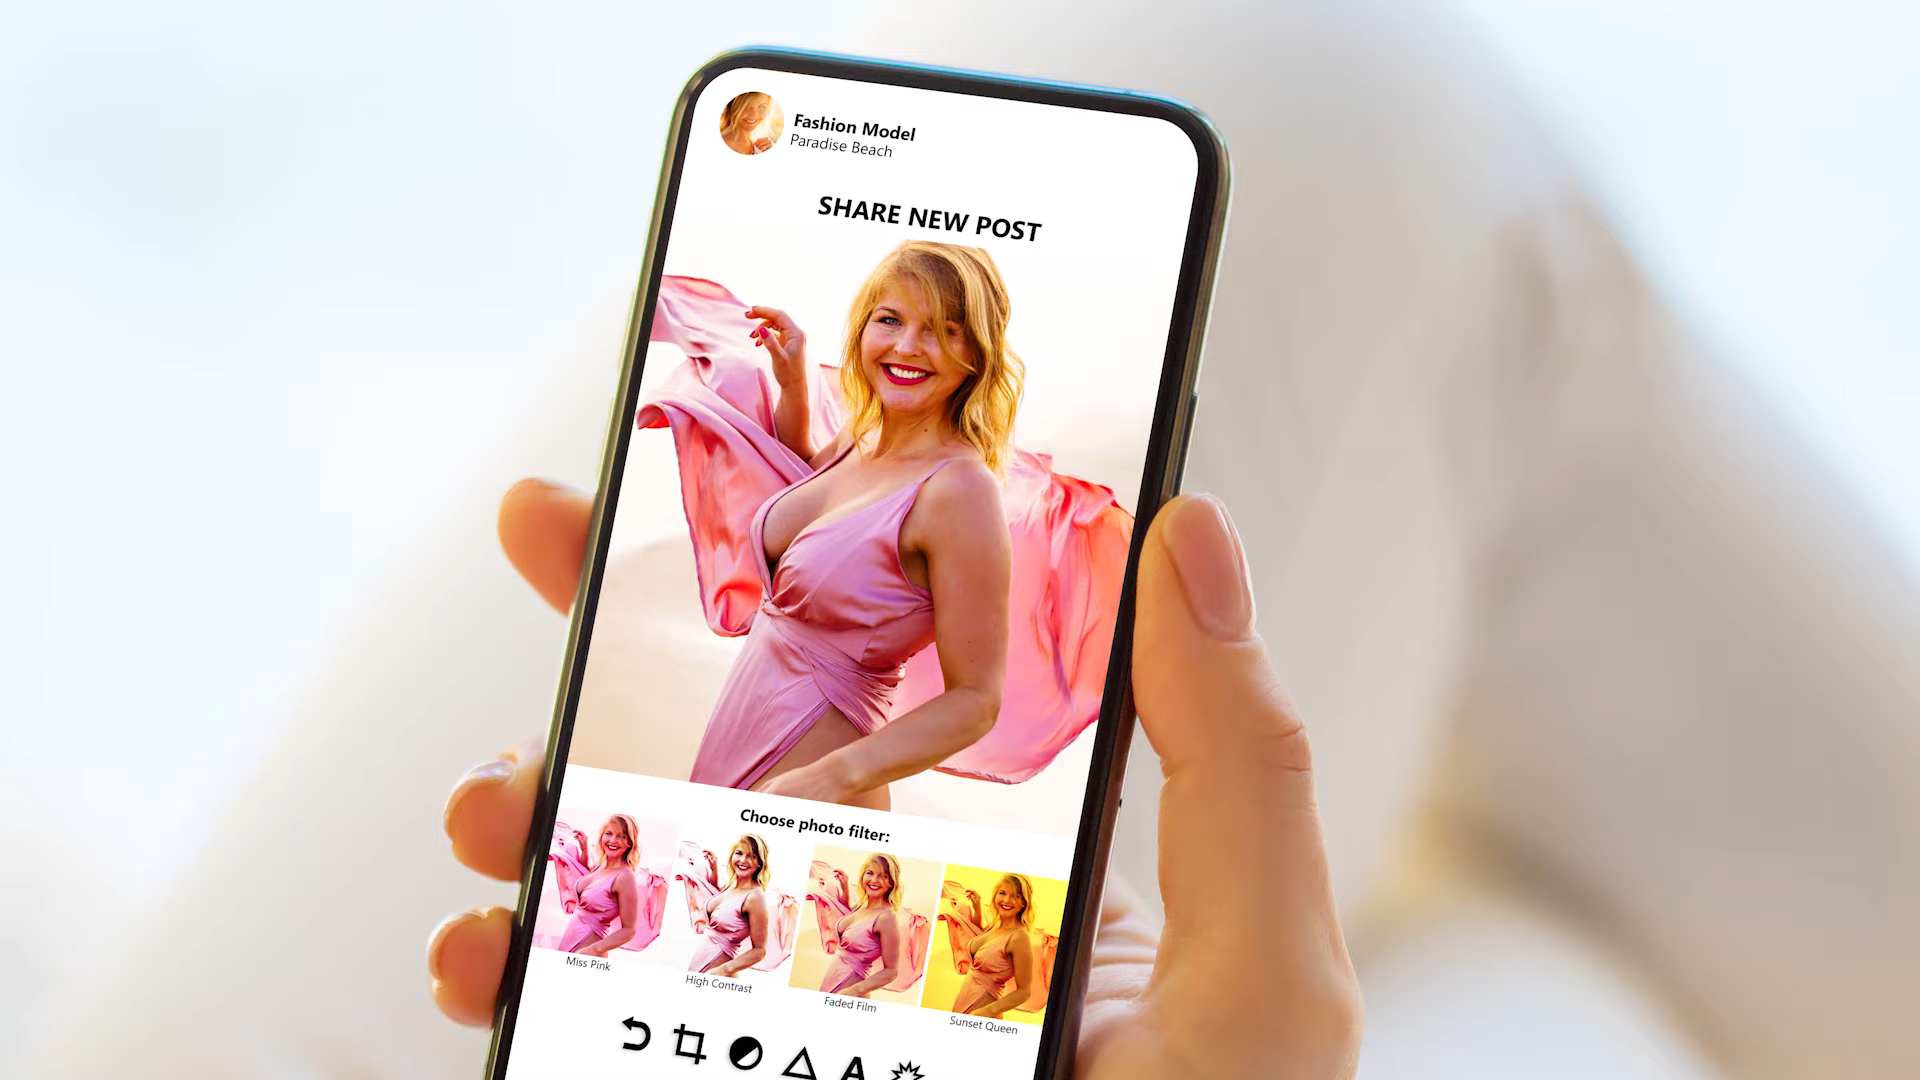 Fashion Model
Paradise Beach
SHARE NEW POST
Choose photo filter:
Miss Pink
High Contrast
Faded Film
Sunset Queen
A